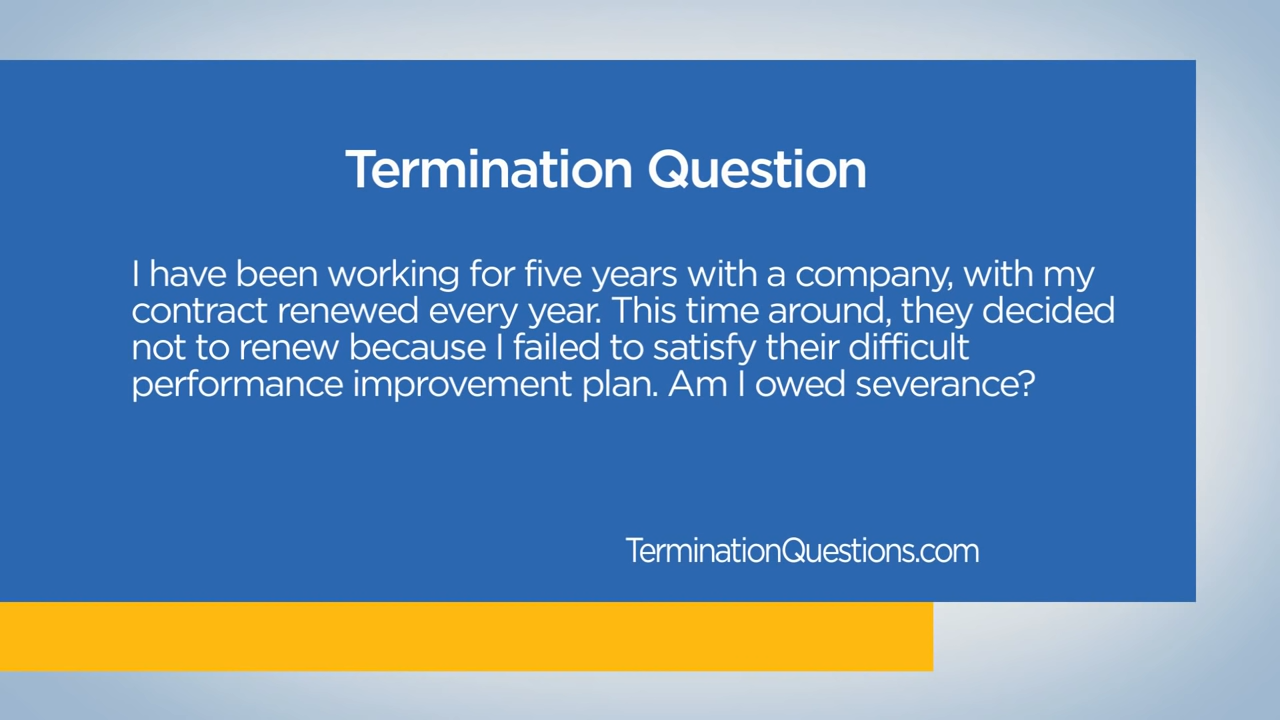 Termination Question
I have been working for five years with a company, with my
contract renewed every year. This time around, they decided
not to renew because I failed to satisfy their difficult
performance improvement plan. Am I owed severance?
TerminationQuestions.com